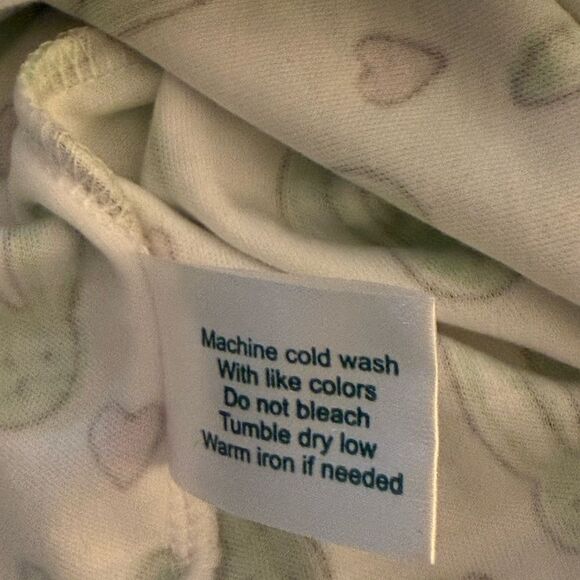 Machine cold wash
With like colors
Do not bleach
Tumble dry low
Warm iron if needed